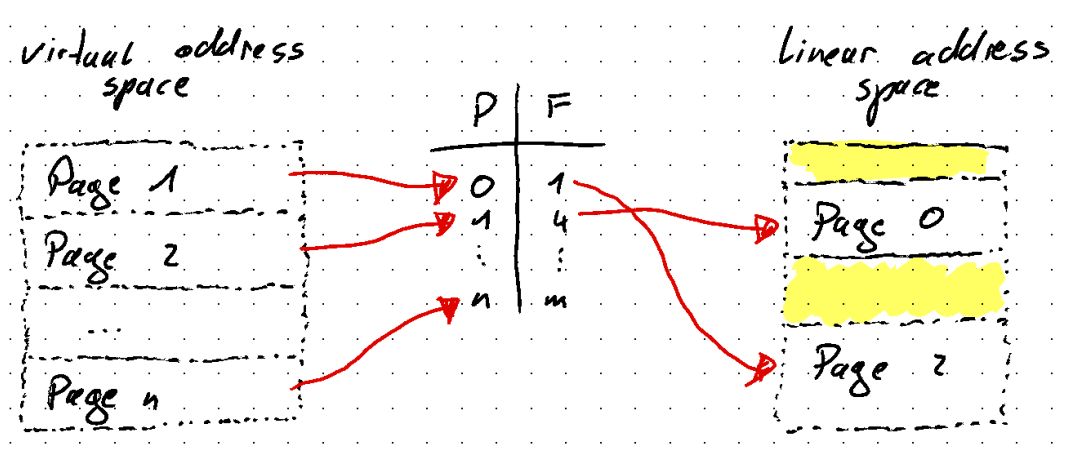 virtual address
space
Page 1
Page 2
...
Page n
P F
0 1
1 4
⋮ ⋮
n m
Linear address
space
Page 0
Page 2